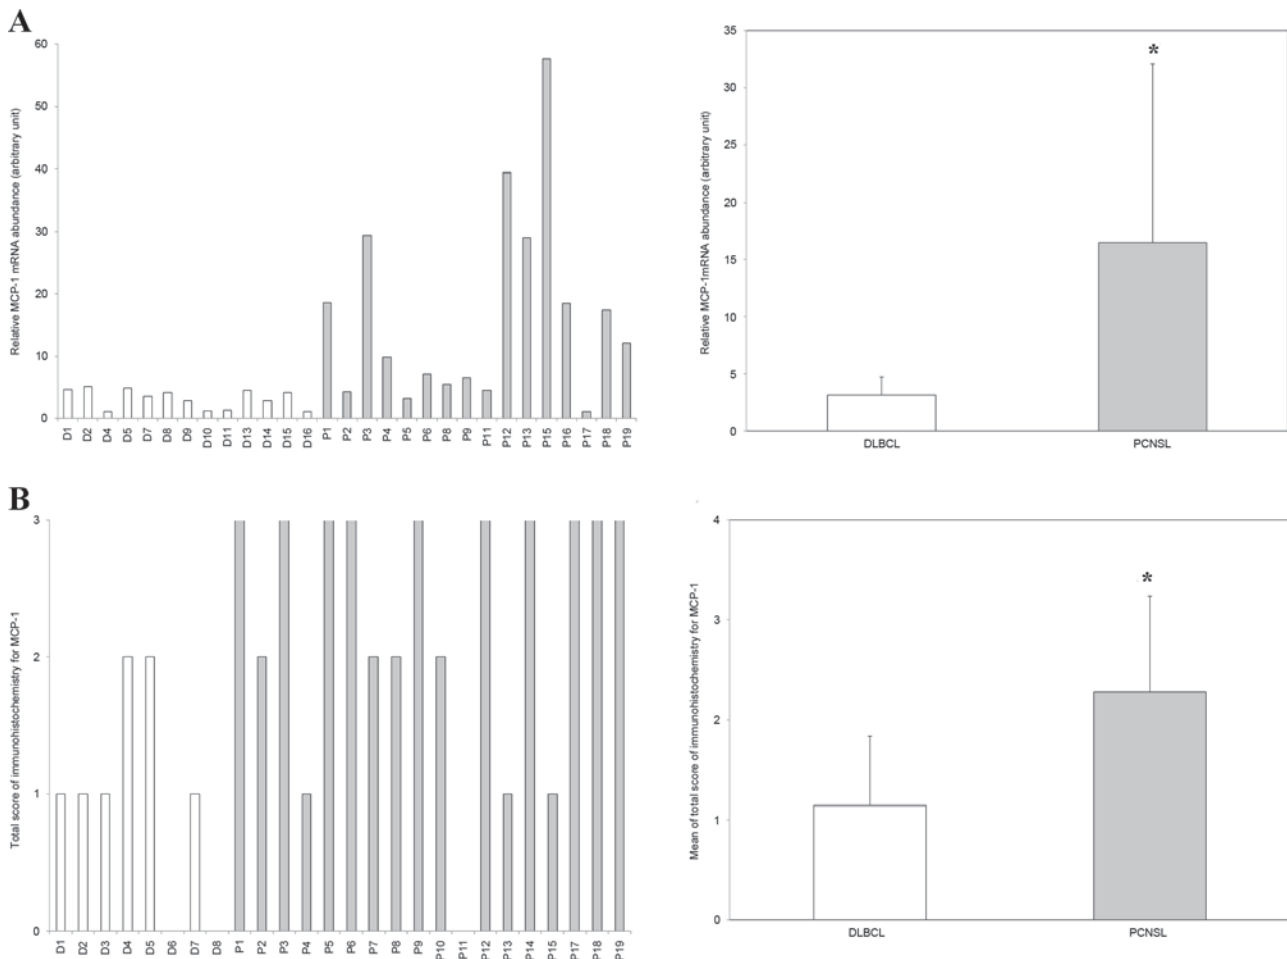 A
Relative MCP-1 mRNA abundance (arbitrary unit)
60
50
40
30
20
10
0
D1 D2 D4 D5 D7 D8 D9 D10 D11 D13 D14 D15 D16 P1 P2 P3 P4 P5 P6 P8 P9 P11 P12 P13 P15 P16 P17 P18 P19
Relative MCP-1mRNA abundance (arbitrary unit)
35
30
25
20
15
10
5
0
*
DLBCL PCNSL
B
Total score of immunohistochemistry for MCP-1
3
2
1
0
D1 D2 D3 D4 D5 D6 D7 D8 P1 P2 P3 P4 P5 P6 P7 P8 P9 P10 P11 P12 P13 P14 P15 P17 P18 P19
Mean of total score of immunohistochemistry for MCP-1
4
3
2
1
0
*
DLBCL PCNSL